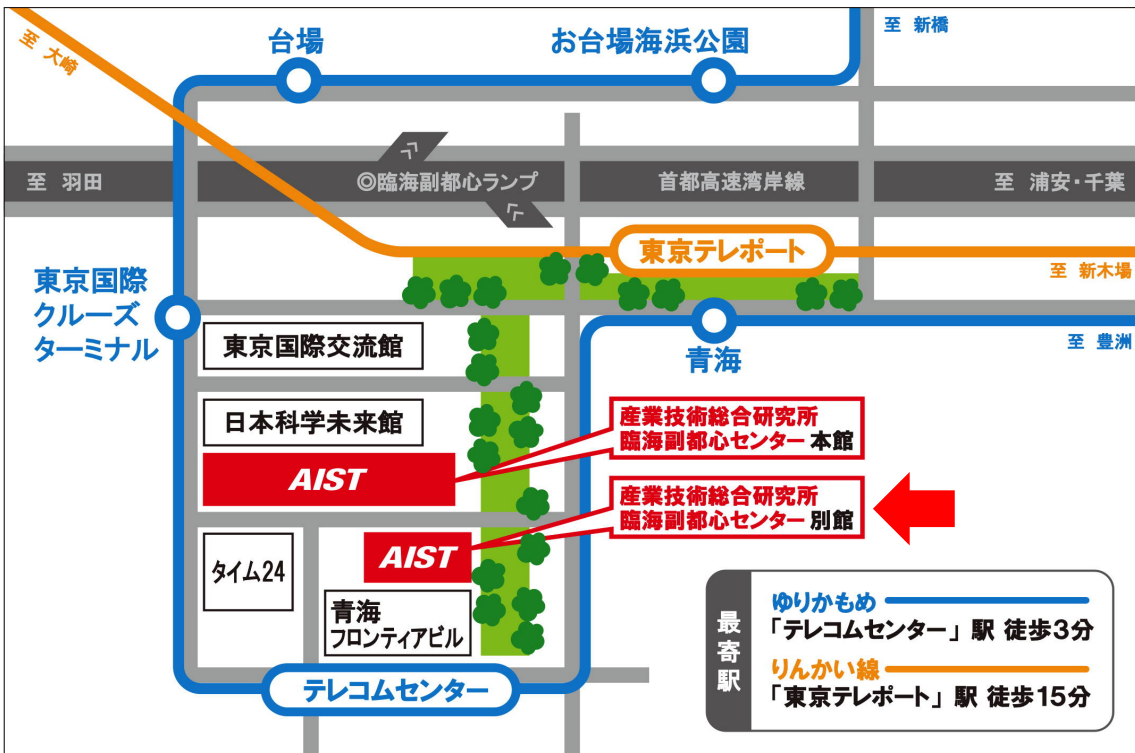 至 大崎
台場
お台場海浜公園
至 新橋
至 羽田
◎臨海副都心ランプ
首都高速湾岸線
至 浦安・千葉
東京テレポート
至 新木場
東京国際
クルーズ
ターミナル
青海
至 豊洲
東京国際交流館
日本科学未来館
AIST
産業技術総合研究所
臨海副都心センター 本館
産業技術総合研究所
臨海副都心センター 別館
タイム24
AIST
青海
フロンティアビル
テレコムセンター
最寄駅
ゆりかもめ
「テレコムセンター」駅 徒歩3分
りんかい線
「東京テレポート」駅 徒歩15分